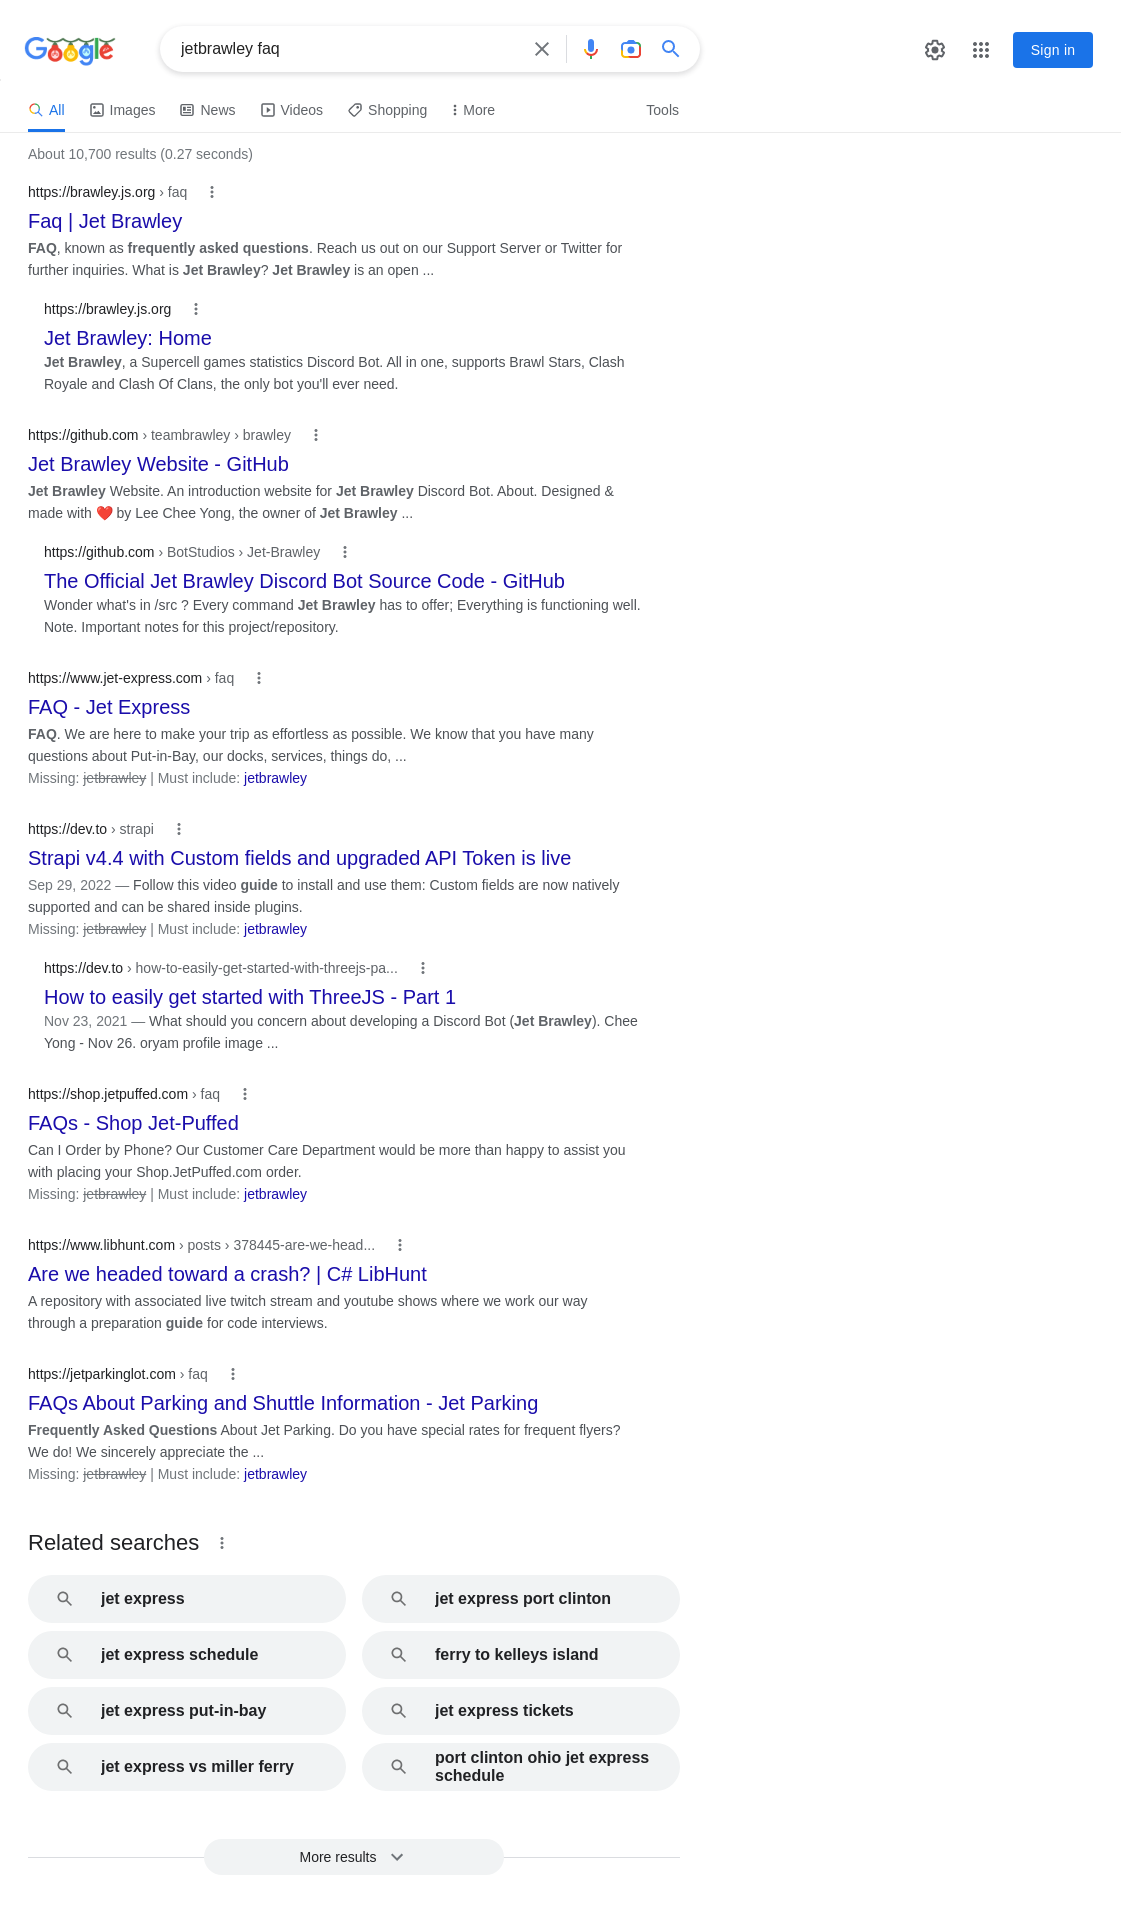 Google
jetbrawley faq
Sign in
All
Images
News
Videos
Shopping
More
Tools
About 10,700 results (0.27 seconds)
https://brawley.js.org › faq
Faq | Jet Brawley
FAQ, known as frequently asked questions. Reach us out on our Support Server or Twitter for
further inquiries. What is Jet Brawley? Jet Brawley is an open ...
https://brawley.js.org
Jet Brawley: Home
Jet Brawley, a Supercell games statistics Discord Bot. All in one, supports Brawl Stars, Clash
Royale and Clash Of Clans, the only bot you'll ever need.
https://github.com › teambrawley › brawley
Jet Brawley Website - GitHub
Jet Brawley Website. An introduction website for Jet Brawley Discord Bot. About. Designed &
made with ❤️ by Lee Chee Yong, the owner of Jet Brawley ...
https://github.com › BotStudios › Jet-Brawley
The Official Jet Brawley Discord Bot Source Code - GitHub
Wonder what's in /src ? Every command Jet Brawley has to offer; Everything is functioning well.
Note. Important notes for this project/repository.
https://www.jet-express.com › faq
FAQ - Jet Express
FAQ. We are here to make your trip as effortless as possible. We know that you have many
questions about Put-in-Bay, our docks, services, things do, ...
Missing: jetbrawley | Must include: jetbrawley
https://dev.to › strapi
Strapi v4.4 with Custom fields and upgraded API Token is live
Sep 29, 2022 — Follow this video guide to install and use them: Custom fields are now natively
supported and can be shared inside plugins.
Missing: jetbrawley | Must include: jetbrawley
https://dev.to › how-to-easily-get-started-with-threejs-pa...
How to easily get started with ThreeJS - Part 1
Nov 23, 2021 — What should you concern about developing a Discord Bot (Jet Brawley). Chee
Yong - Nov 26. oryam profile image ...
https://shop.jetpuffed.com › faq
FAQs - Shop Jet-Puffed
Can I Order by Phone? Our Customer Care Department would be more than happy to assist you
with placing your Shop.JetPuffed.com order.
Missing: jetbrawley | Must include: jetbrawley
https://www.libhunt.com › posts › 378445-are-we-head...
Are we headed toward a crash? | C# LibHunt
A repository with associated live twitch stream and youtube shows where we work our way
through a preparation guide for code interviews.
https://jetparkinglot.com › faq
FAQs About Parking and Shuttle Information - Jet Parking
Frequently Asked Questions About Jet Parking. Do you have special rates for frequent flyers?
We do! We sincerely appreciate the ...
Missing: jetbrawley | Must include: jetbrawley
Related searches
jet express
jet express port clinton
jet express schedule
ferry to kelleys island
jet express put-in-bay
jet express tickets
jet express vs miller ferry
port clinton ohio jet express
schedule
More results